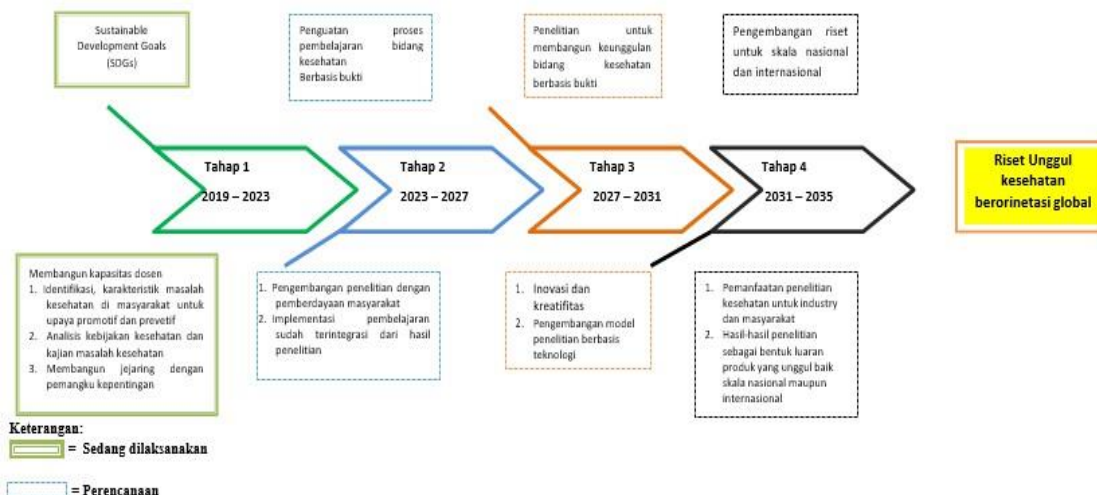 Sustainable
Development Goals
(SDGs)
Penguatan proses
pembelajaran bidang
kesehatan
Berbasis bukti
Penelitian untuk
membangun keunggulan
bidang kesehatan
berbasis bukti
Pengembangan riset
untuk skala nasional
dan internasional
Tahap 1
2019 – 2023
Tahap 2
2023 – 2027
Tahap 3
2027 – 2031
Tahap 4
2031 – 2035
Riset Unggul
kesehatan
berorinetasi global
Membangun kapasitas dosen
1. Identifikasi, karakteristik masalah
kesehatan di masyarakat untuk
upaya promotif dan prevetif
2. Analisis kebijakan kesehatan dan
kajian masalah kesehatan
3. Membangun jejaring dengan
pemangku kepentingan
1. Pengembangan penelitian dengan
pemberdayaan masyarakat
2. Implementasi pembelajaran
sudah terintegrasi dari hasil
penelitian
1. Inovasi dan
kreatifitas
2. Pengembangan model
penelitian berbasis
teknologi
1. Pemanfaatan penelitian
kesehatan untuk industry
dan masyarakat
2. Hasil-hasil penelitian
sebagai bentuk luaran
produk yang unggul baik
skala nasional maupun
internasional
Keterangan:
= Sedang dilaksanakan
= Perencanaan